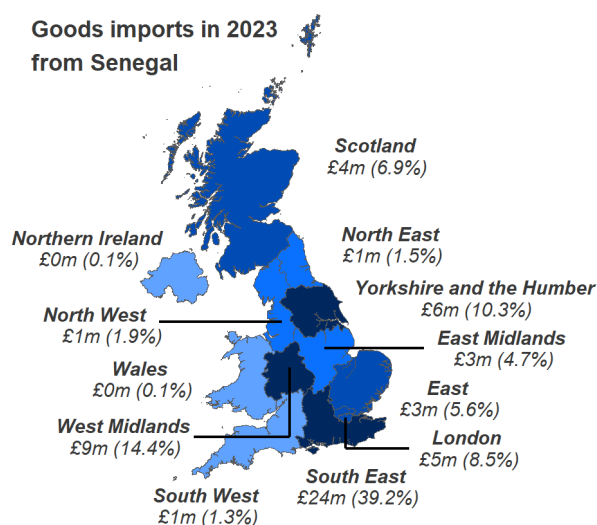 Goods imports in 2023
from Senegal
Scotland
£4m (6.9%)
Northern Ireland
£0m (0.1%)
North East
£1m (1.5%)
Yorkshire and the Humber
£6m (10.3%)
North West
£1m (1.9%)
East Midlands
£3m (4.7%)
Wales
£0m (0.1%)
East
£3m (5.6%)
West Midlands
£9m (14.4%)
London
£5m (8.5%)
South East
£24m (39.2%)
South West
£1m (1.3%)